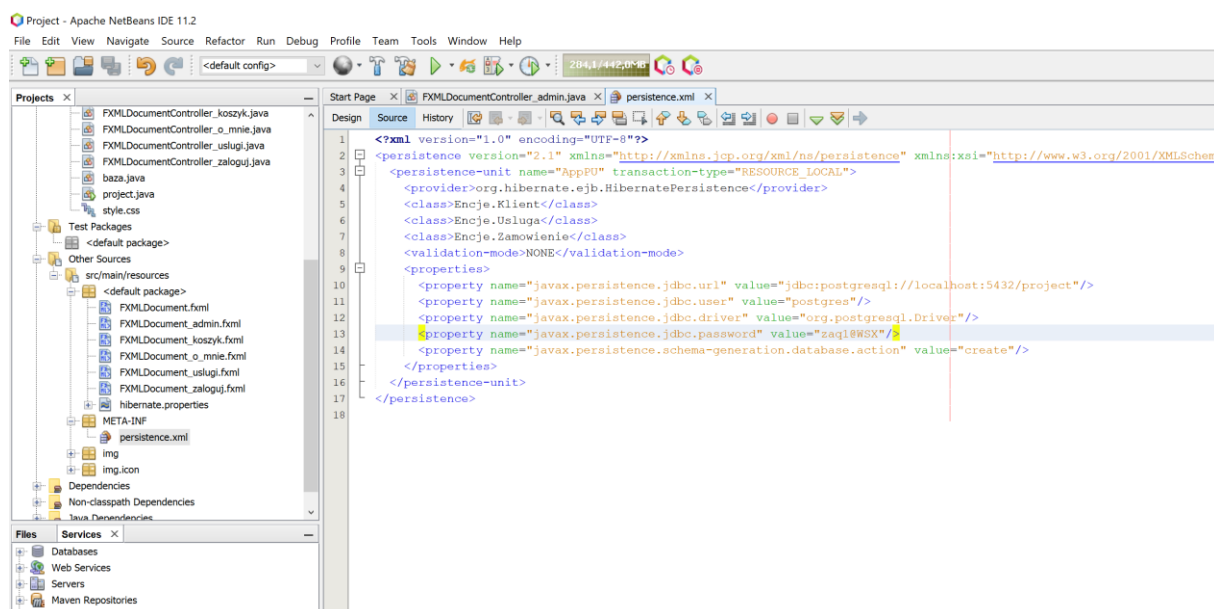 Project - Apache NetBeans IDE 11.2
File Edit View Navigate Source Refactor Run Debug Profile Team Tools Window Help
<default config>
284,1/442,0MB
Projects
FXMLDocumentController_koszyk.java
FXMLDocumentController_o_mnie.java
FXMLDocumentController_uslugi.java
FXMLDocumentController_zaloguj.java
baza.java
project.java
style.css
Test Packages
<default package>
Other Sources
src/main/resources
<default package>
FXMLDocument.fxml
FXMLDocument_admin.fxml
FXMLDocument_koszyk.fxml
FXMLDocument_o_mnie.fxml
FXMLDocument_uslugi.fxml
FXMLDocument_zaloguj.fxml
hibernate.properties
META-INF
persistence.xml
img
img.icon
Dependencies
Non-classpath Dependencies
Java Dependencies
Files Services
Databases
Web Services
Servers
Maven Repositories
Start Page FXMLDocumentController_admin.java persistence.xml
Design Source History
1 <?xml version="1.0" encoding="UTF-8"?>
2 <persistence version="2.1" xmlns="http://xmlns.jcp.org/xml/ns/persistence" xmlns:xsi="http://www.w3.org/2001/XMLSchem
3 <persistence-unit name="AppPU" transaction-type="RESOURCE_LOCAL">
4 <provider>org.hibernate.ejb.HibernatePersistence</provider>
5 <class>Encje.Klient</class>
6 <class>Encje.Usluga</class>
7 <class>Encje.Zamowienie</class>
8 <validation-mode>NONE</validation-mode>
9 <properties>
10 <property name="javax.persistence.jdbc.url" value="jdbc:postgresql://localhost:5432/project"/>
11 <property name="javax.persistence.jdbc.user" value="postgres"/>
12 <property name="javax.persistence.jdbc.driver" value="org.postgresql.Driver"/>
13 <property name="javax.persistence.jdbc.password" value="zaq1@WSX"/>
14 <property name="javax.persistence.schema-generation.database.action" value="create"/>
15 </properties>
16 </persistence-unit>
17 </persistence>
18